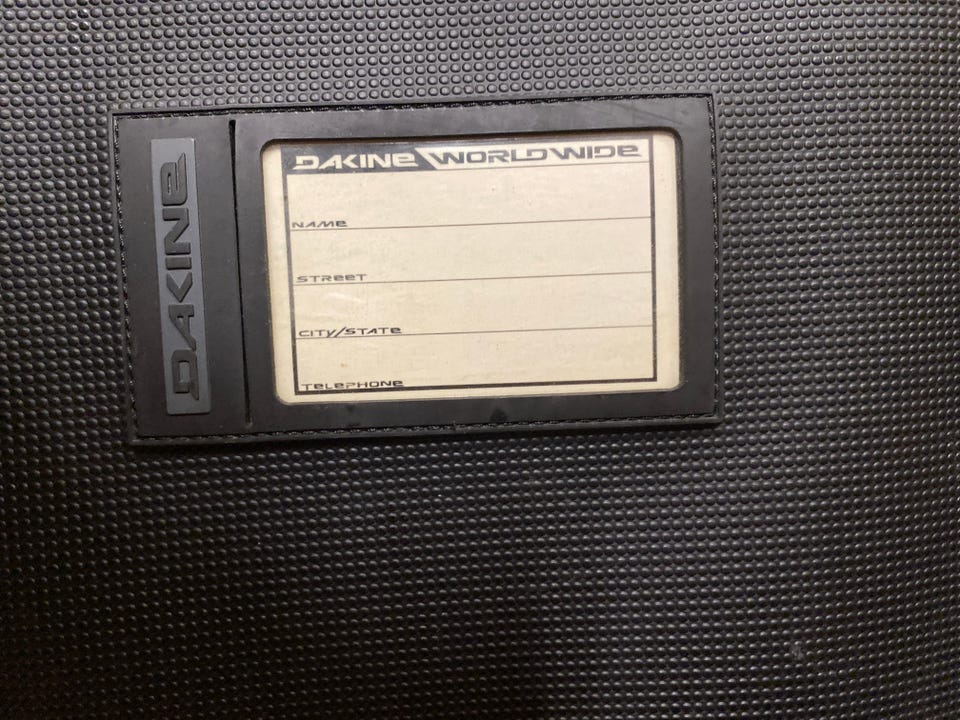 DAKINE
DAKINE WORLDWIDE
NAME
STREET
CITY/STATE
TELEPHONE